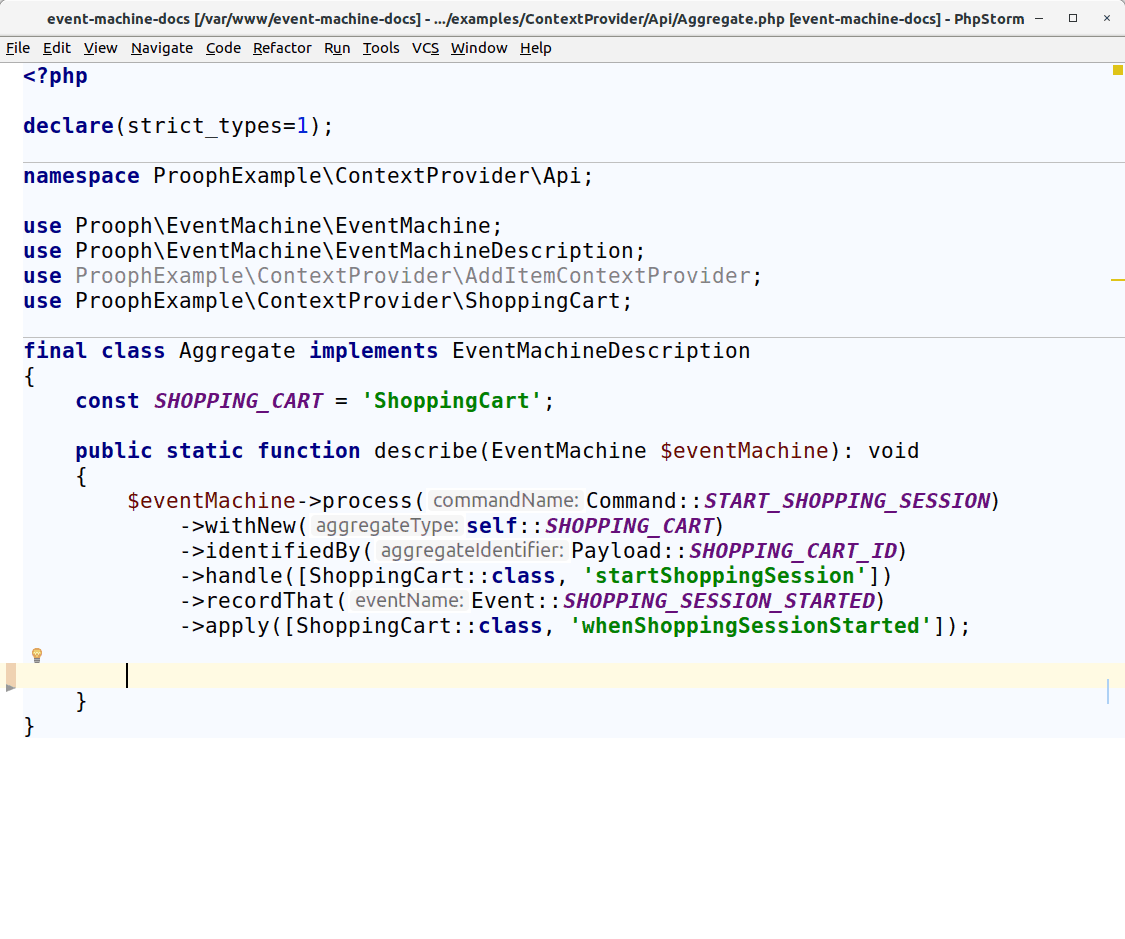 event-machine-docs [/var/www/event-machine-docs] - .../examples/ContextProvider/Api/Aggregate.php [event-machine-docs] - PhpStorm
File Edit View Navigate Code Refactor Run Tools VCS Window Help
<?php
declare(strict_types=1);
namespace ProophExample\ContextProvider\Api;
use Prooph\EventMachine\EventMachine;
use Prooph\EventMachine\EventMachineDescription;
use ProophExample\ContextProvider\AddItemContextProvider;
use ProophExample\ContextProvider\ShoppingCart;
final class Aggregate implements EventMachineDescription
{
    const SHOPPING_CART = 'ShoppingCart';
    public static function describe(EventMachine $eventMachine): void
    {
        $eventMachine->process( commandName: Command::START_SHOPPING_SESSION)
            ->withNew( aggregateType: self::SHOPPING_CART)
            ->identifiedBy( aggregateIdentifier: Payload::SHOPPING_CART_ID)
            ->handle([ShoppingCart::class, 'startShoppingSession'])
            ->recordThat( eventName: Event::SHOPPING_SESSION_STARTED)
            ->apply([ShoppingCart::class, 'whenShoppingSessionStarted']);
    }
}